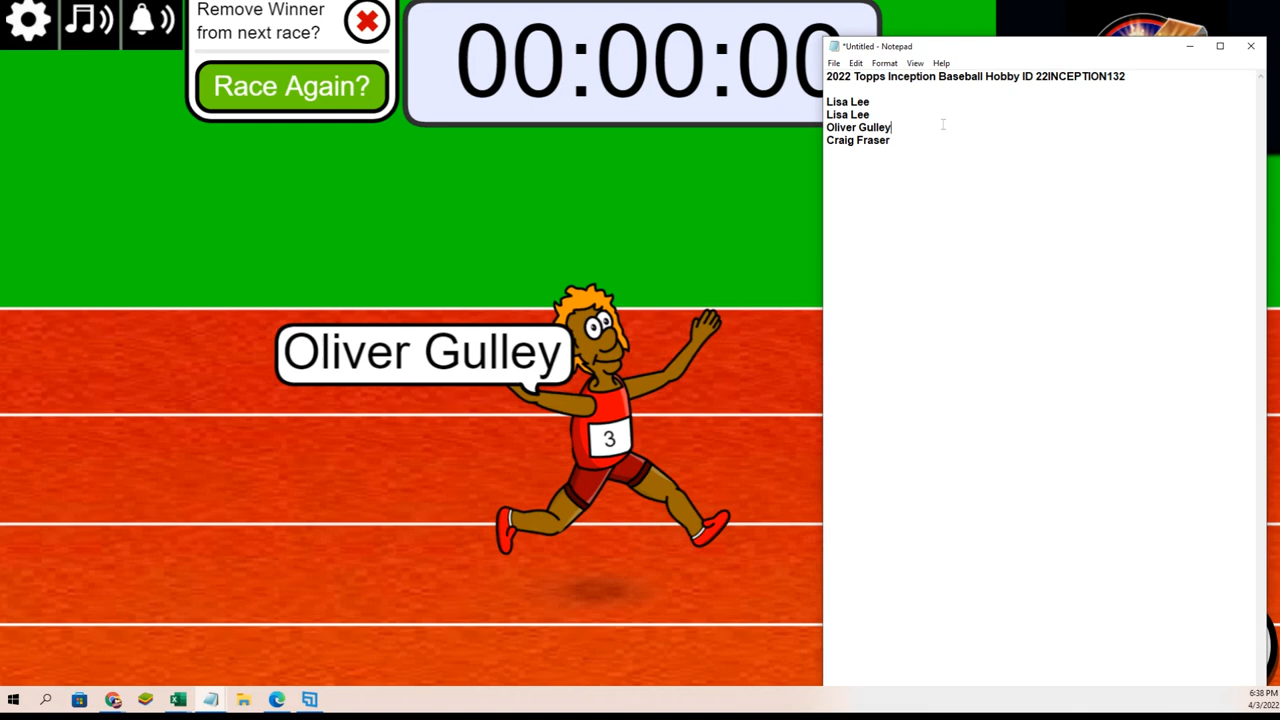 Remove Winner
from next race?
Race Again?
00:00:00
*Untitled - Notepad
File Edit Format View Help
2022 Topps Inception Baseball Hobby ID 22INCEPTION132
Lisa Lee
Lisa Lee
Oliver Gulley
Craig Fraser
Oliver Gulley
3
6:38 PM
4/3/2022